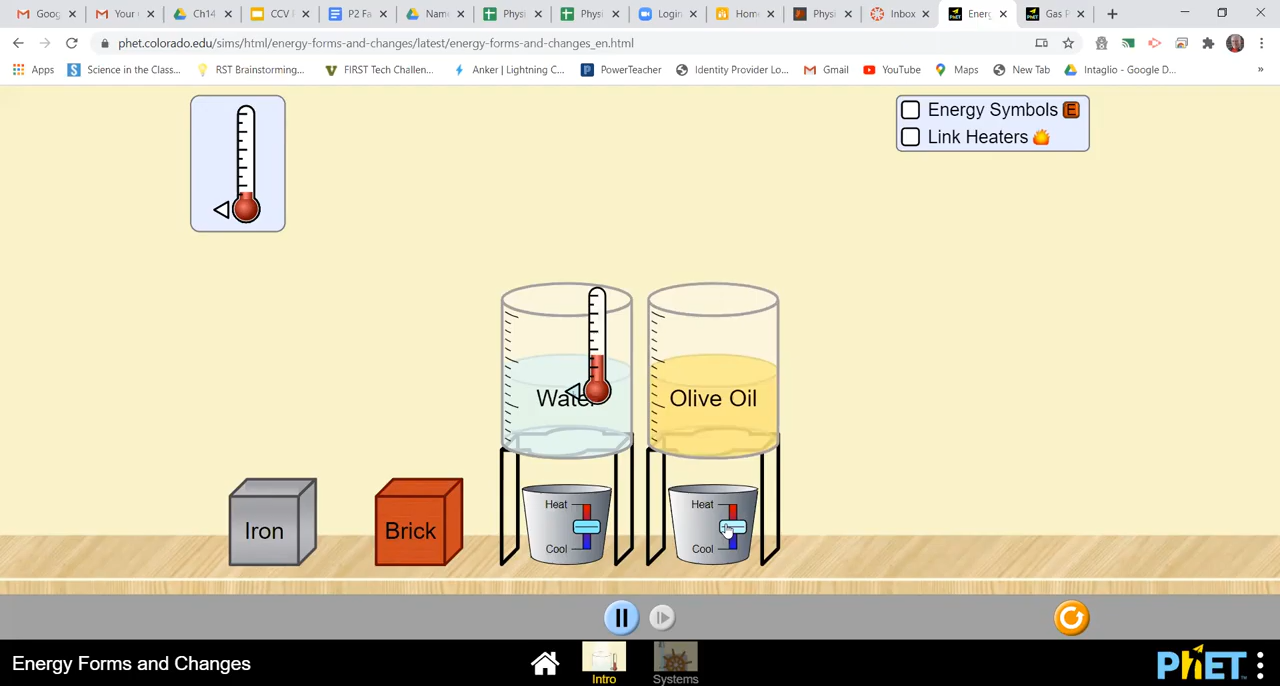 Goog
Your
Ch14
CCV
P2 Fa
Name
Physi
Physi
Login
Home
Physi
Inbox
Energ
Gas P
phet.colorado.edu/sims/html/energy-forms-and-changes/latest/energy-forms-and-changes_en.html
Apps
Science in the Class...
RST Brainstorming...
FIRST Tech Challen...
Anker | Lightning C...
PowerTeacher
Identity Provider Lo...
Gmail
YouTube
Maps
New Tab
Intaglio - Google D...
»
Energy Symbols E
Link Heaters
Water
Olive Oil
Iron
Brick
Heat
Cool
Heat
Cool
Energy Forms and Changes
Intro
Systems
PhET